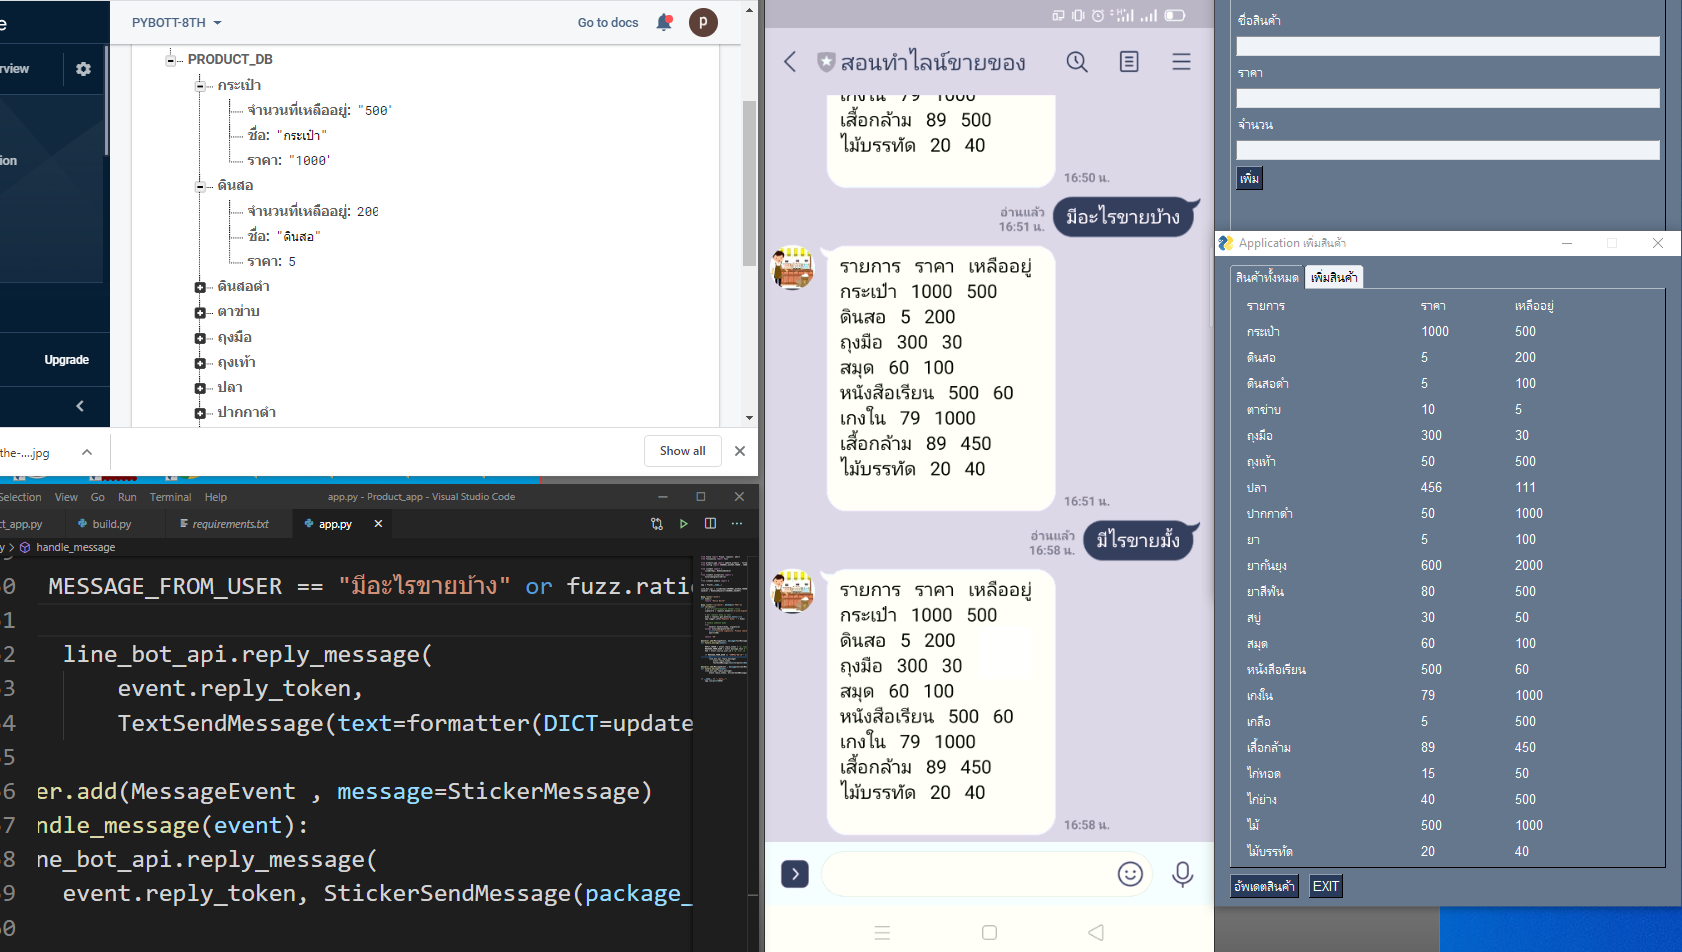 e
PYBOTT-8TH
Go to docs
p
rview
ion
Upgrade
PRODUCT_DB
กระเป๋า
จำนวนที่เหลืออยู่: "500"
ชื่อ: "กระเป๋า"
ราคา: "1000"
ดินสอ
จำนวนที่เหลืออยู่: 200
ชื่อ: "ดินสอ"
ราคา: 5
ดินสอดำ
ตาข่าย
ถุงมือ
ถุงเท้า
ปลา
ปากกาดำ
the-....jpg
Show all
Selection View Go Run Terminal Help
app.py - Product_app - Visual Studio Code
ct_app.py
build.py
requirements.txt
app.py
y > handle_message
50 MESSAGE_FROM_USER == "มีอะไรขายบ้าง" or fuzz.rati
51
52 line_bot_api.reply_message(
53 event.reply_token,
54 TextSendMessage(text=formatter(DICT=update
55
56 er.add(MessageEvent , message=StickerMessage)
57 ndle_message(event):
58 ne_bot_api.reply_message(
59 event.reply_token, StickerSendMessage(package_
60
สอนทำไลน์ขายของ
เกงใน 79 1000
เสื้อกล้าม 89 500
ไม้บรรทัด 20 40
16:50 น.
อ่านแล้ว
16:51 น.
มีอะไรขายบ้าง
รายการ ราคา เหลืออยู่
กระเป๋า 1000 500
ดินสอ 5 200
ถุงมือ 300 30
สมุด 60 100
หนังสือเรียน 500 60
เกงใน 79 1000
เสื้อกล้าม 89 450
ไม้บรรทัด 20 40
16:51 น.
อ่านแล้ว
16:58 น.
มีไรขายมั้ง
รายการ ราคา เหลืออยู่
กระเป๋า 1000 500
ดินสอ 5 200
ถุงมือ 300 30
สมุด 60 100
หนังสือเรียน 500 60
เกงใน 79 1000
เสื้อกล้าม 89 450
ไม้บรรทัด 20 40
16:58 น.
ชื่อสินค้า
ราคา
จำนวน
เพิ่ม
Application เพิ่มสินค้า
สินค้าทั้งหมด
เพิ่มสินค้า
รายการ ราคา เหลืออยู่
กระเป๋า 1000 500
ดินสอ 5 200
ดินสอดำ 5 100
ตาข่าย 10 5
ถุงมือ 300 30
ถุงเท้า 50 500
ปลา 456 111
ปากกาดำ 50 1000
ยา 5 100
ยากันยุง 600 2000
ยาสีฟัน 80 500
สบู่ 30 50
สมุด 60 100
หนังสือเรียน 500 60
เกงใน 79 1000
เกลือ 5 500
เสื้อกล้าม 89 450
ไก่ทอด 15 50
ไก่ย่าง 40 500
ไม้ 500 1000
ไม้บรรทัด 20 40
อัพเดตสินค้า
EXIT